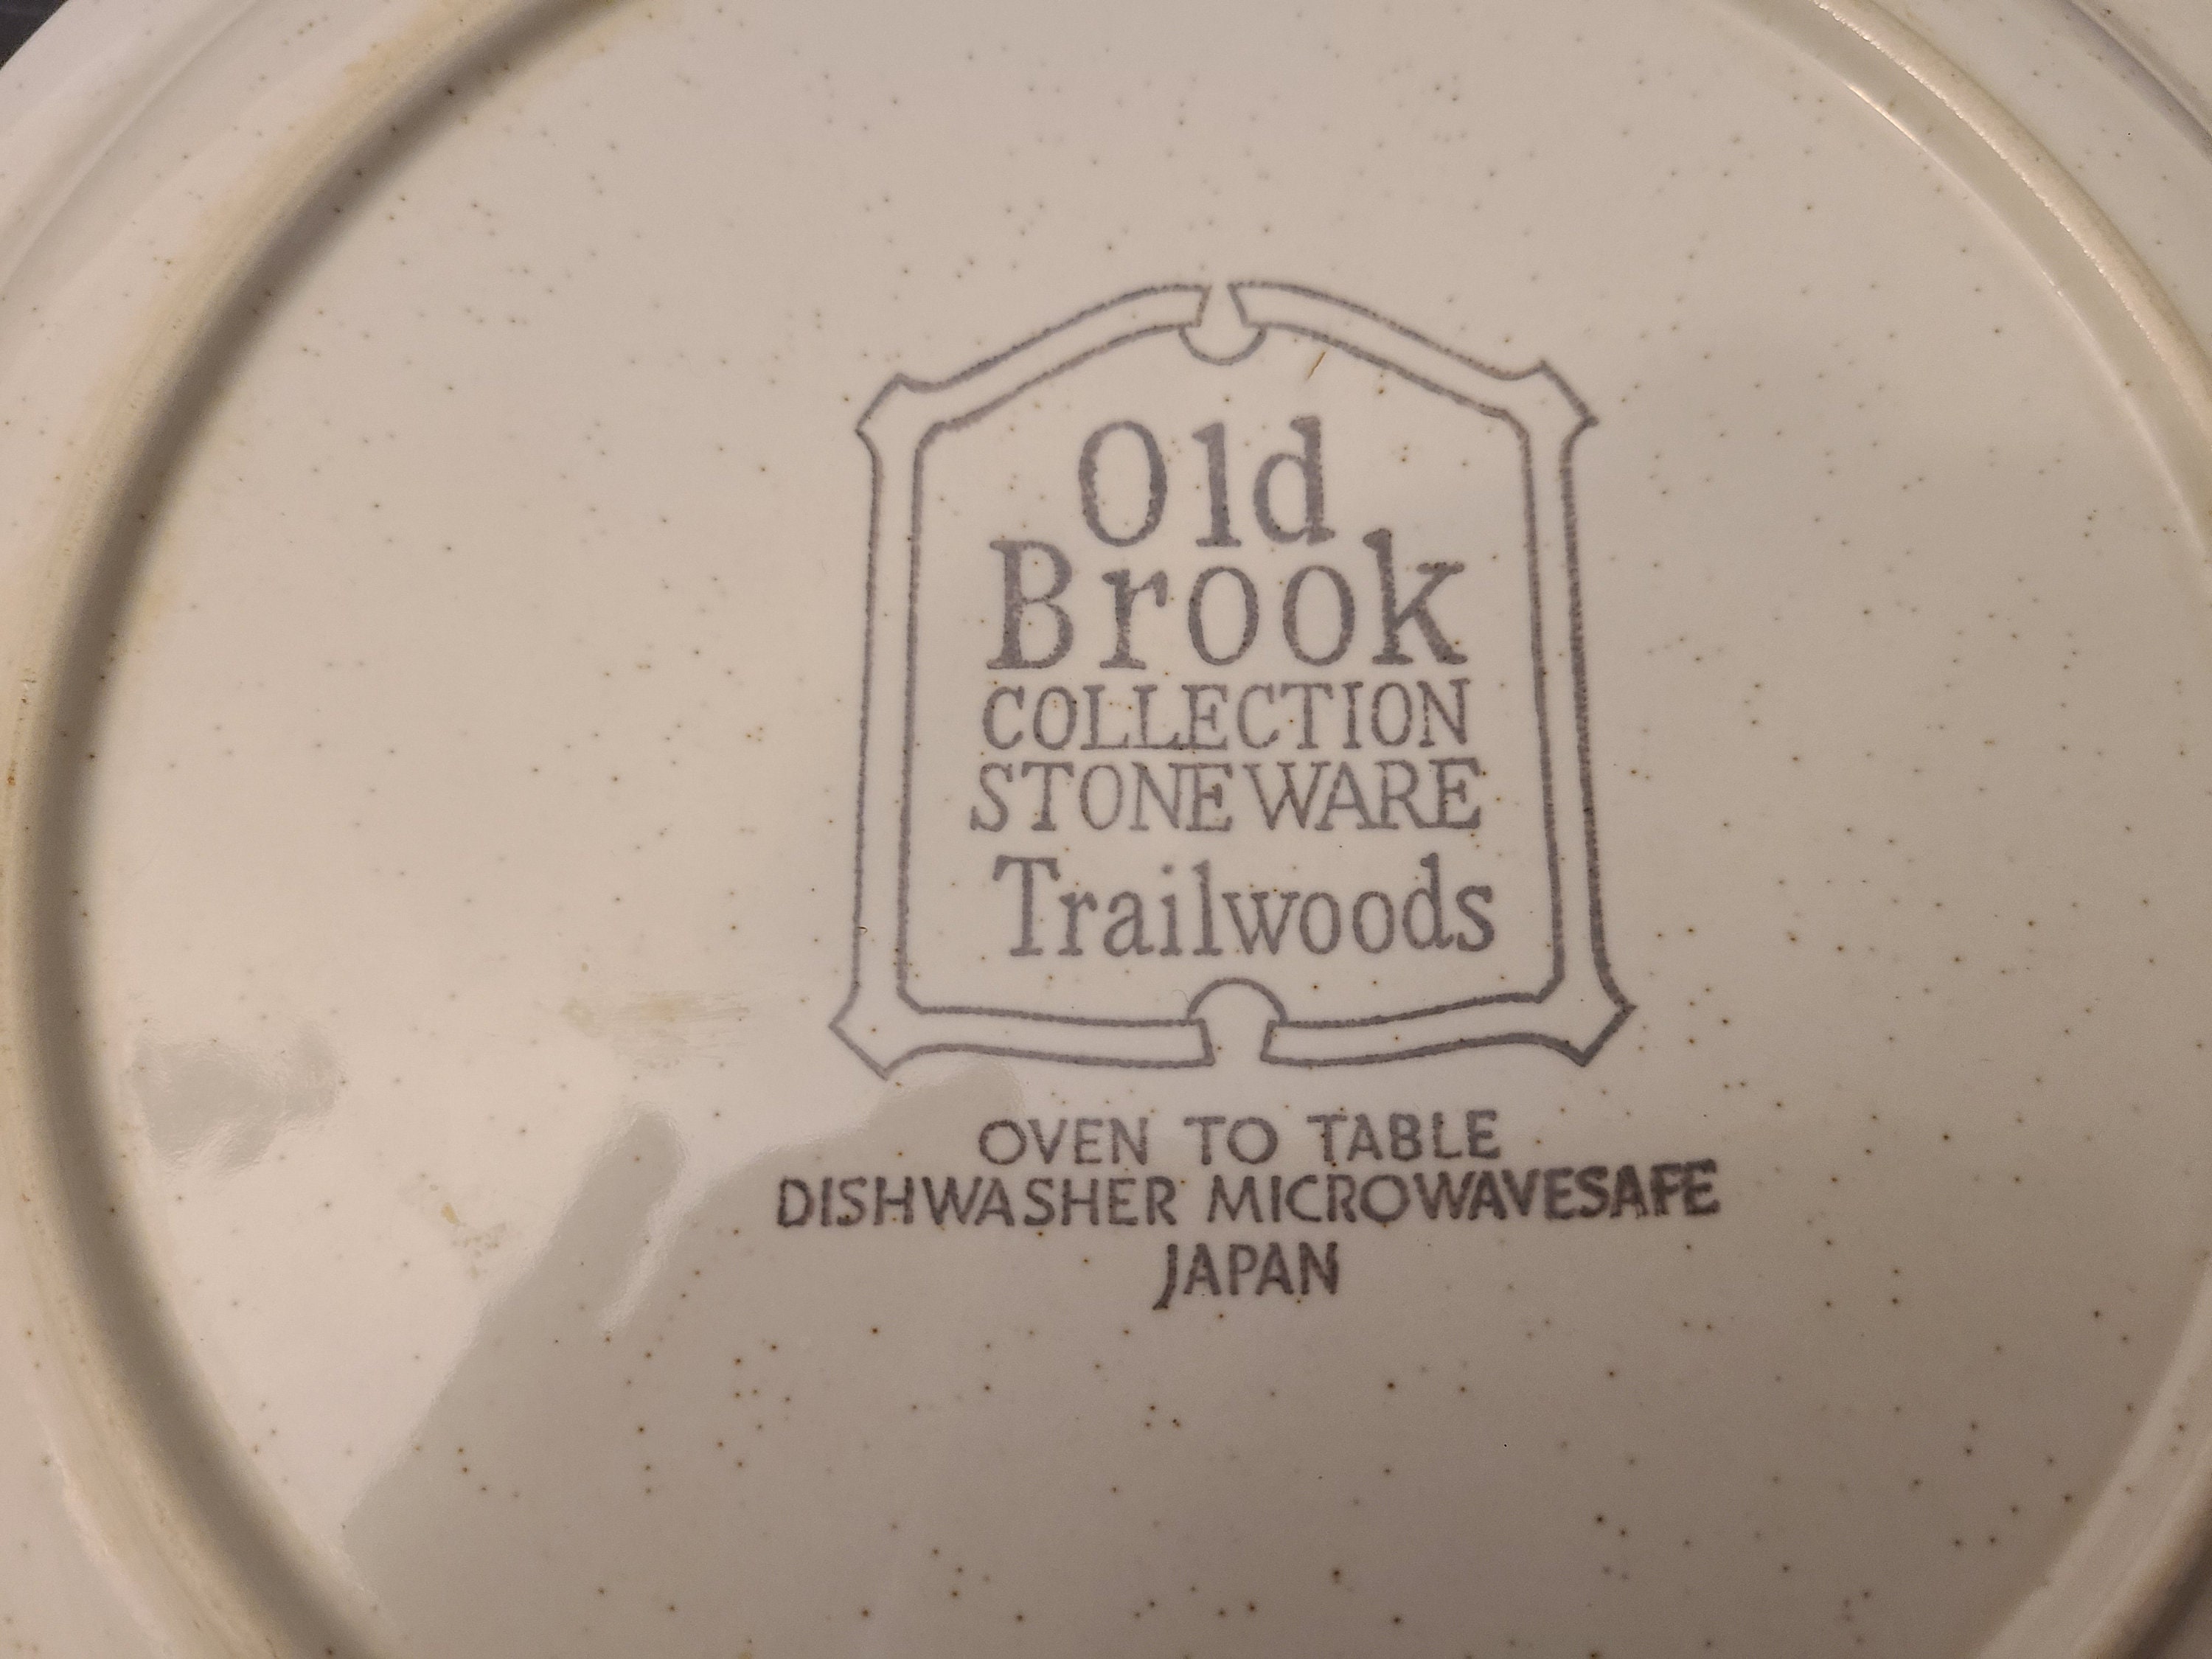 Old
Brook
COLLECTION
STONEWARE
Trailwoods
OVEN TO TABLE
DISHWASHER MICROWAVESAFE
JAPAN